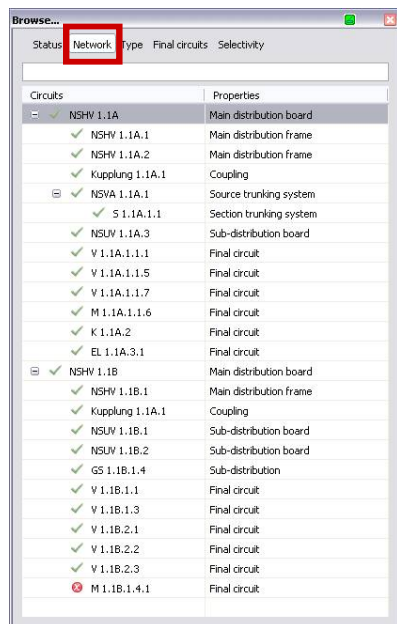 Browse...
Status Network Type Final circuits Selectivity
Circuits Properties
NSHV 1.1A Main distribution board
NSHV 1.1A.1 Main distribution frame
NSHV 1.1A.2 Main distribution frame
Kupplung 1.1A.1 Coupling
NSVA 1.1A.1 Source trunking system
S 1.1A.1.1 Section trunking system
NSUV 1.1A.3 Sub-distribution board
V 1.1A.1.1.1 Final circuit
V 1.1A.1.1.5 Final circuit
V 1.1A.1.1.7 Final circuit
M 1.1A.1.1.6 Final circuit
K 1.1A.2 Final circuit
EL 1.1A.3.1 Final circuit
NSHV 1.1B Main distribution board
NSHV 1.1B.1 Main distribution frame
Kupplung 1.1A.1 Coupling
NSUV 1.1B.1 Sub-distribution board
NSUV 1.1B.2 Sub-distribution board
GS 1.1B.1.4 Sub-distribution
V 1.1B.1.1 Final circuit
V 1.1B.1.3 Final circuit
V 1.1B.2.1 Final circuit
V 1.1B.2.2 Final circuit
V 1.1B.2.3 Final circuit
M 1.1B.1.4.1 Final circuit